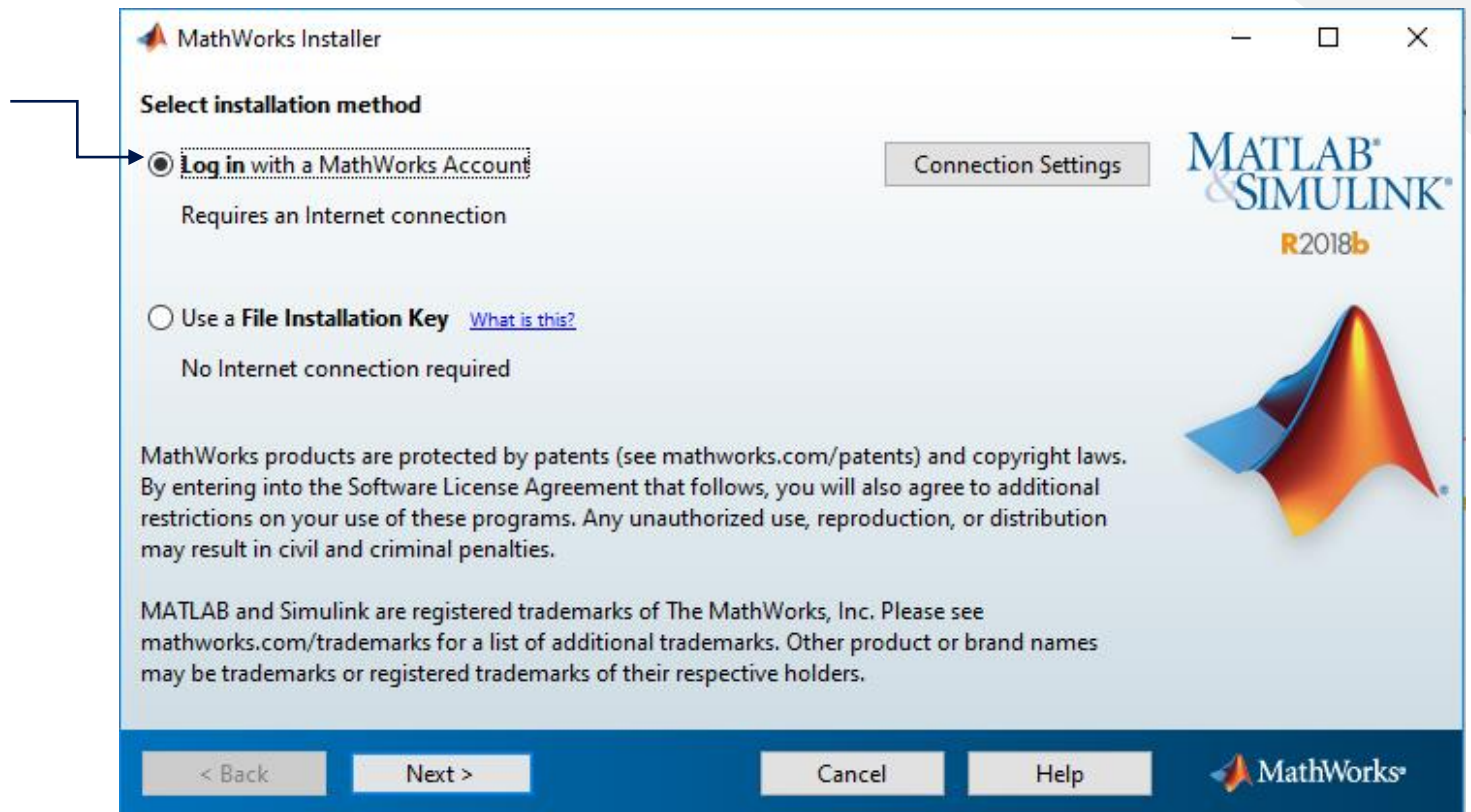 MathWorks Installer
Select installation method
Log in with a MathWorks Account
Connection Settings
Requires an Internet connection
MATLAB®
&SIMULINK®
R2018b
Use a File Installation Key What is this?
No Internet connection required
MathWorks products are protected by patents (see mathworks.com/patents) and copyright laws.
By entering into the Software License Agreement that follows, you will also agree to additional
restrictions on your use of these programs. Any unauthorized use, reproduction, or distribution
may result in civil and criminal penalties.
MATLAB and Simulink are registered trademarks of The MathWorks, Inc. Please see
mathworks.com/trademarks for a list of additional trademarks. Other product or brand names
may be trademarks or registered trademarks of their respective holders.
< Back Next > Cancel Help MathWorks®